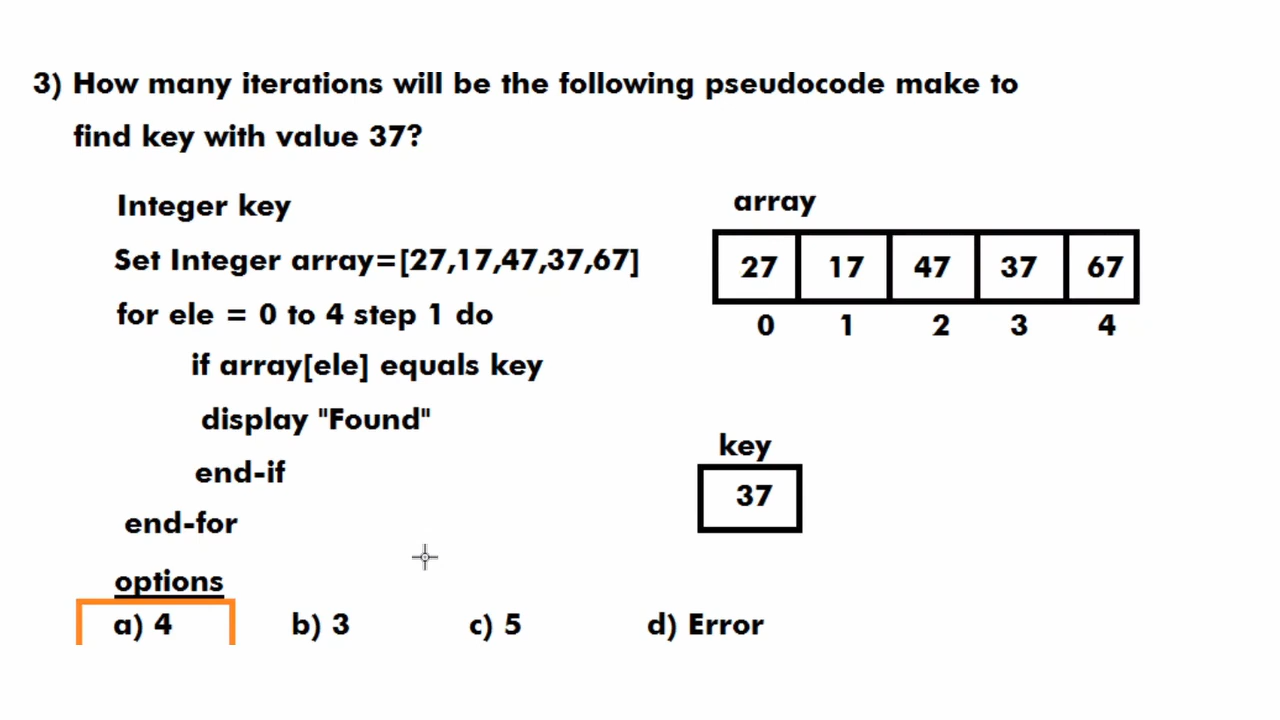 3) How many iterations will be the following pseudocode make to
find key with value 37?
Integer key
Set Integer array=[27,17,47,37,67]
for ele = 0 to 4 step 1 do
if array[ele] equals key
display "Found"
end-if
end-for
array
27 17 47 37 67
0 1 2 3 4
key
37
options
a) 4 b) 3 c) 5 d) Error